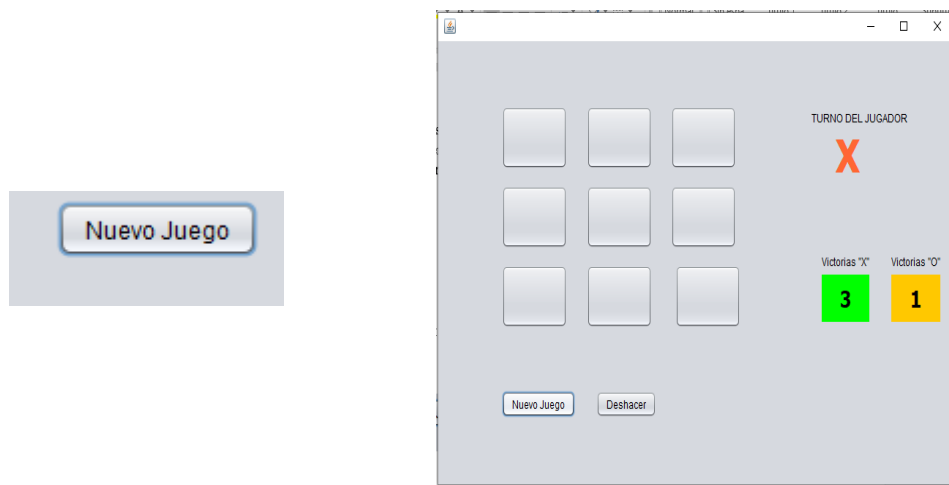 Nuevo Juego
TURNO DEL JUGADOR
X
Victorias "X"
Victorias "O"
3
1
Nuevo Juego
Deshacer